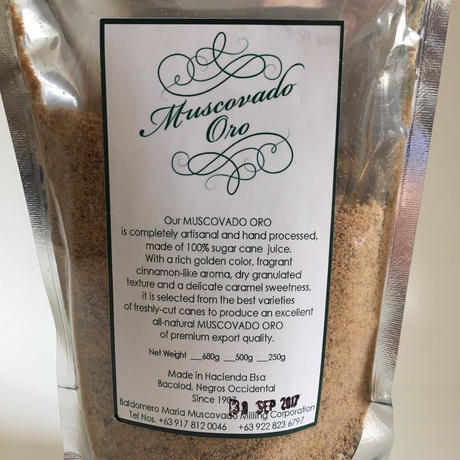 Muscovado
Oro
Our MUSCOVADO ORO
is completely artisanal and hand processed,
made of 100% sugar cane juice.
With a rich golden color, fragrant
cinnamon-like aroma, dry granulated
texture and a delicate caramel sweetness,
it is selected from the best varieties
of freshly-cut canes to produce an excellent
all-natural MUSCOVADO ORO
of premium export quality.
Net Weight ___680g ___500g ___250g
Made in Hacienda Elsa
Bacolod, Negros Occidental
Since
30 SEP 2017
Baldomero Maria Muscovado Milling Corporation
Tel Nos. +63 917 812 0046 +63 922 823 6797